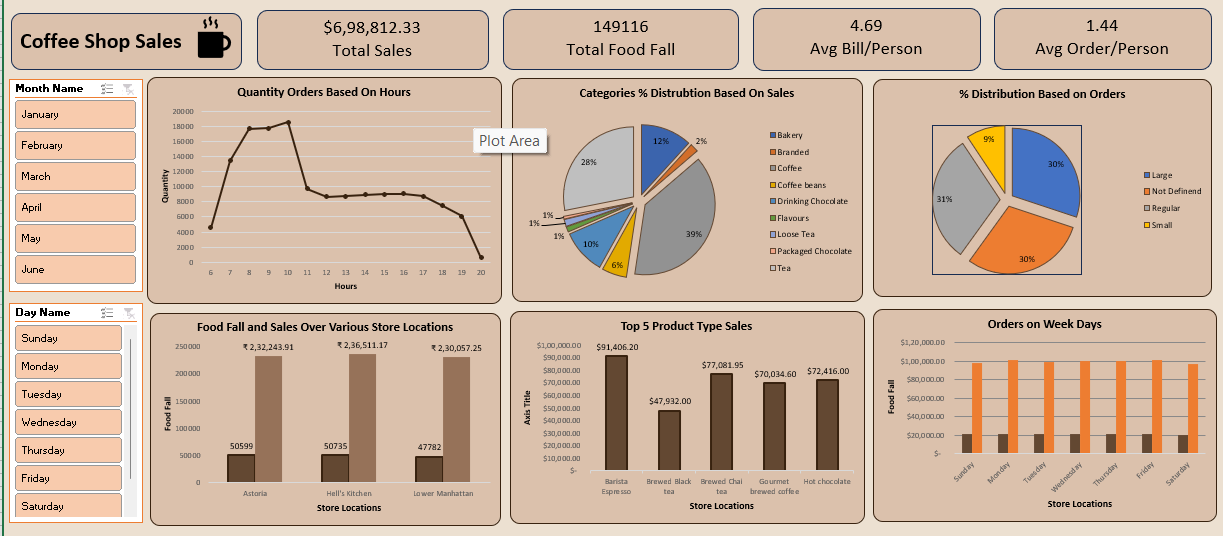 Coffee Shop Sales
$6,98,812.33
Total Sales
149116
Total Food Fall
4.69
Avg Bill/Person
1.44
Avg Order/Person
Month Name
January
February
March
April
May
June
Day Name
Sunday
Monday
Tuesday
Wednesday
Thursday
Friday
Saturday
Quantity Orders Based On Hours
Quantity
20000
18000
16000
14000
12000
10000
8000
6000
4000
2000
0
6 7 8 9 10 11 12 13 14 15 16 17 18 19 20
Hours
Plot Area
Categories % Distrubtion Based On Sales
12%
2%
39%
6%
10%
1%
1%
1%
28%
Bakery
Branded
Coffee
Coffee beans
Drinking Chocolate
Flavours
Loose Tea
Packaged Chocolate
Tea
% Distribution Based on Orders
9%
30%
31%
30%
Large
Not Definend
Regular
Small
Food Fall and Sales Over Various Store Locations
Food Fall
250000
200000
150000
100000
50000
0
₹ 2,32,243.91
₹ 2,36,511.17
₹ 2,30,057.25
50599
50735
47782
Astoria
Hell's Kitchen
Lower Manhattan
Store Locations
Top 5 Product Type Sales
Axis Title
$1,00,000.00
$90,000.00
$80,000.00
$70,000.00
$60,000.00
$50,000.00
$40,000.00
$30,000.00
$20,000.00
$10,000.00
$-
$91,406.20
$47,932.00
$77,081.95
$70,034.60
$72,416.00
Barista
Espresso
Brewed Black
tea
Brewed Chai
tea
Gourmet
brewed coffee
Hot chocolate
Store Locations
Orders on Week Days
Food Fall
$1,20,000.00
$1,00,000.00
$80,000.00
$60,000.00
$40,000.00
$20,000.00
$-
Sunday
Monday
Tuesday
Wednesday
Thursday
Friday
Saturday
Store Locations